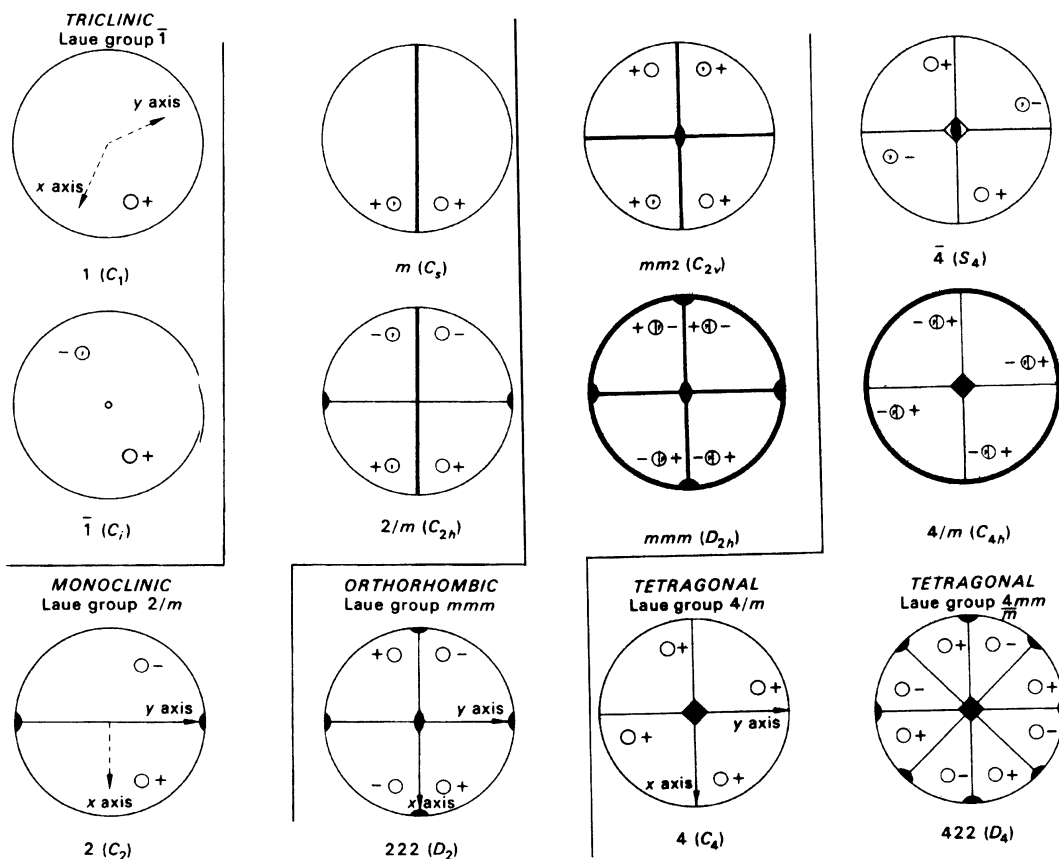 TRICLINIC
Laue group 1̅
y axis
x axis
+
1 (C₁)
+ +
m (Cₛ)
+ +
+ +
mm2 (C₂ᵥ)
+
-
-
+
4̅ (S₄)
-
+
1̅ (Cᵢ)
- -
+ +
2/m (C₂ₕ)
+ - + -
- + - +
mmm (D₂ₕ)
- +
- +
- +
- +
4/m (C₄ₕ)
MONOCLINIC
Laue group 2/m
-
y axis
+
x axis
2 (C₂)
ORTHORHOMBIC
Laue group mmm
+ -
y axis
- +
x axis
222 (D₂)
TETRAGONAL
Laue group 4/m
+
+
y axis
+
x axis
+
4 (C₄)
TETRAGONAL
Laue group 4/m mm
+ -
- +
+ -
- +
422 (D₄)